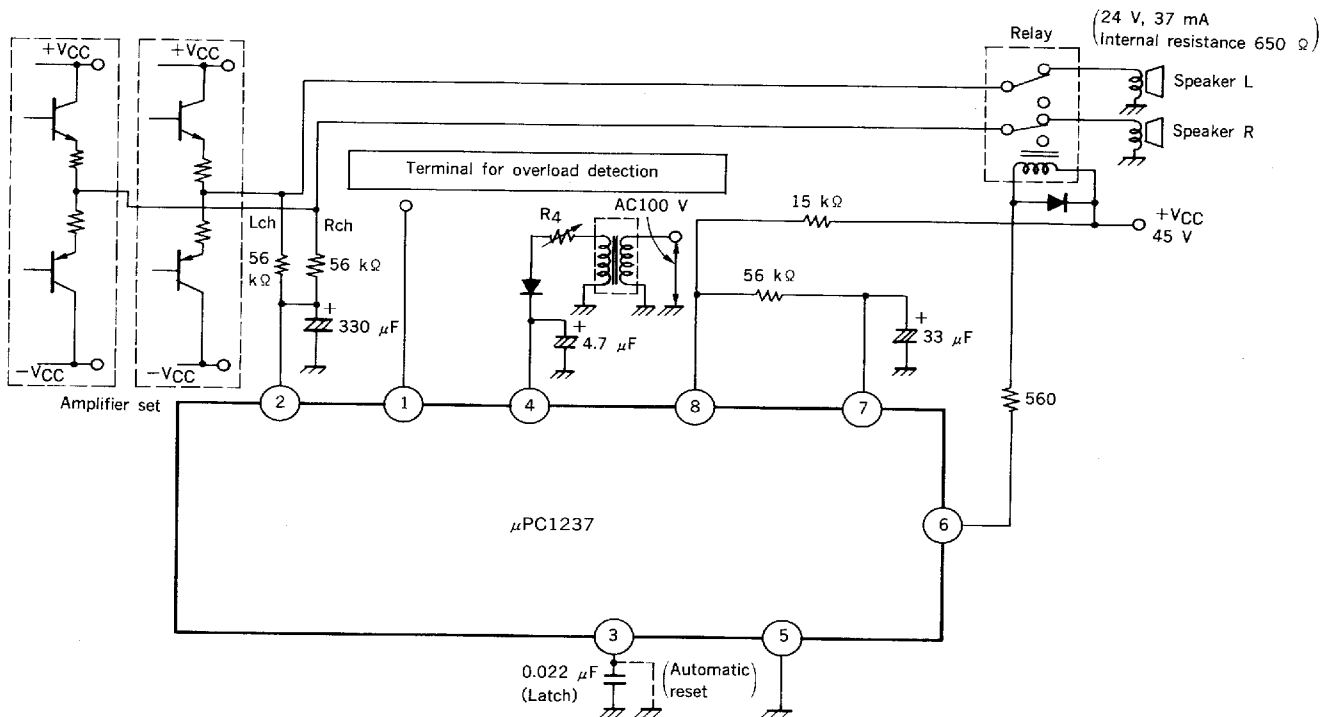 +VCC
+VCC
Relay
(24 V, 37 mA
Internal resistance 650 Ω)
Speaker L
Speaker R
Terminal for overload detection
AC100 V
R4
15 kΩ
+VCC
45 V
Lch
Rch
56
kΩ
56 kΩ
56 kΩ
+
330 μF
+
4.7 μF
+
33 μF
-VCC
-VCC
Amplifier set
2
1
4
8
7
560
μPC1237
6
3
5
0.022 μF
(Latch)
(Automatic
reset)